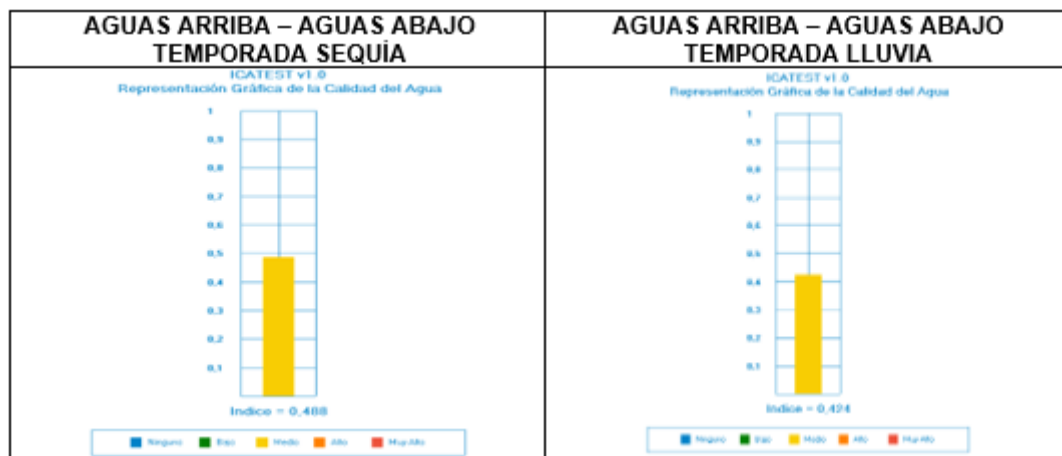 AGUAS ARRIBA – AGUAS ABAJO
TEMPORADA SEQUÍA
ICATEST v1.0
Representación Gráfica de la Calidad del Agua
1
0,9
0,8
0,7
0,6
0,5
0,4
0,3
0,2
0,1
Indice = 0,488
Ninguno Bajo Medio Alto Muy Alto
AGUAS ARRIBA – AGUAS ABAJO
TEMPORADA LLUVIA
ICATEST v1.0
Representación Gráfica de la Calidad del Agua
1
0,9
0,8
0,7
0,6
0,5
0,4
0,3
0,2
0,1
Indice = 0,424
Ninguno Bajo Medio Alto Muy Alto